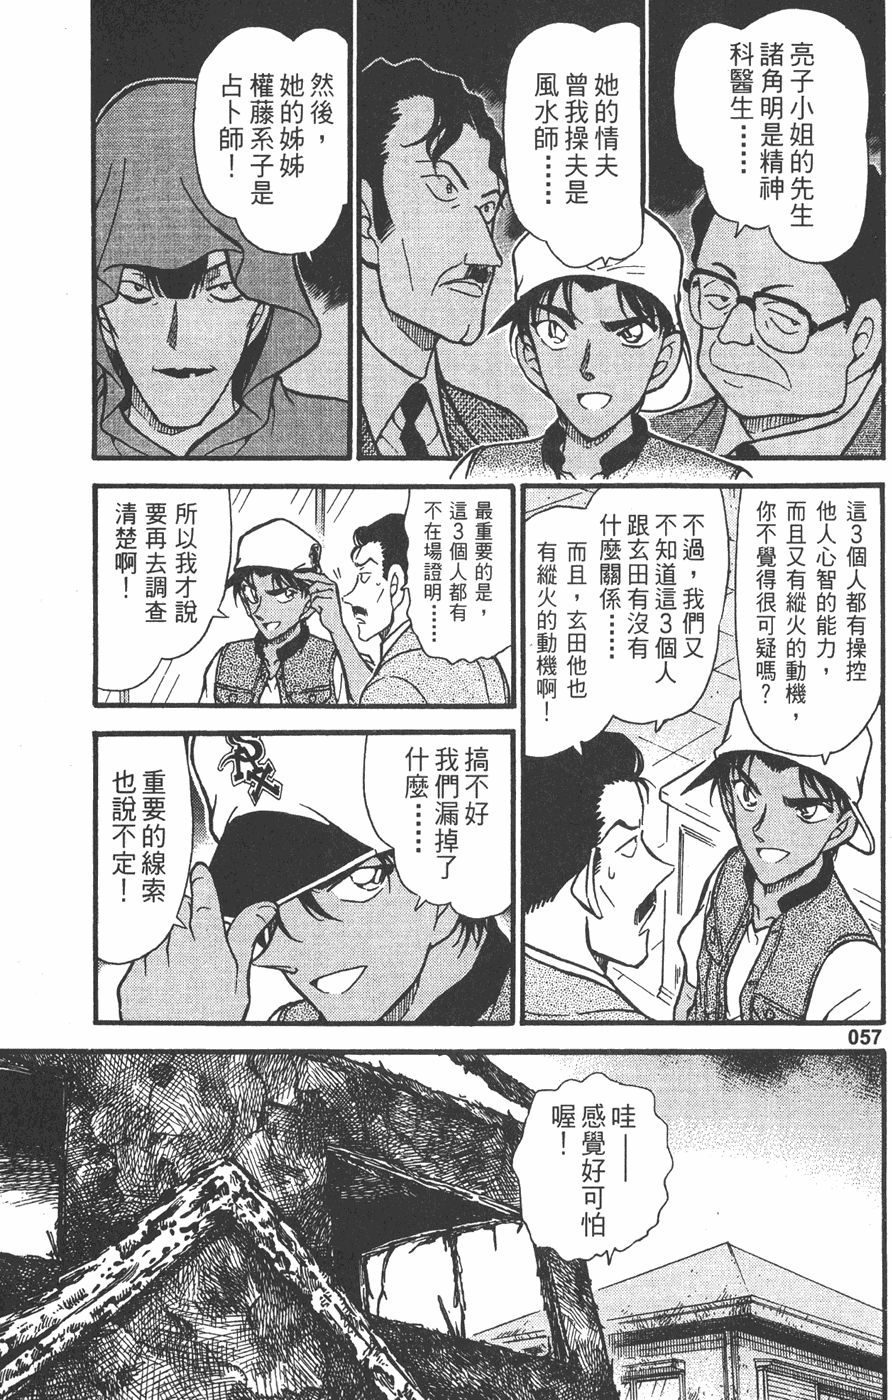 亮子小姐的先生
諸角明是精神
科醫生……
她的情夫
曾我操夫是
風水師……
然後，
她的姊姊
權藤系子是
占卜師！
這3個人都有操控
他人心智的能力，
而且又有縱火的動機，
你不覺得很可疑嗎？
不過，我們又
不知道這3個人
跟玄田有沒有
什麼關係……
而且，玄田他也
有縱火的動機啊！
最重要的是，
這3個人都有
不在場證明……
所以我才說
要再去調查
清楚啊！
搞不好
我們漏掉了
什麼……
重要的線索
也說不定！
SAX
057
哇——
感覺好可怕
喔！